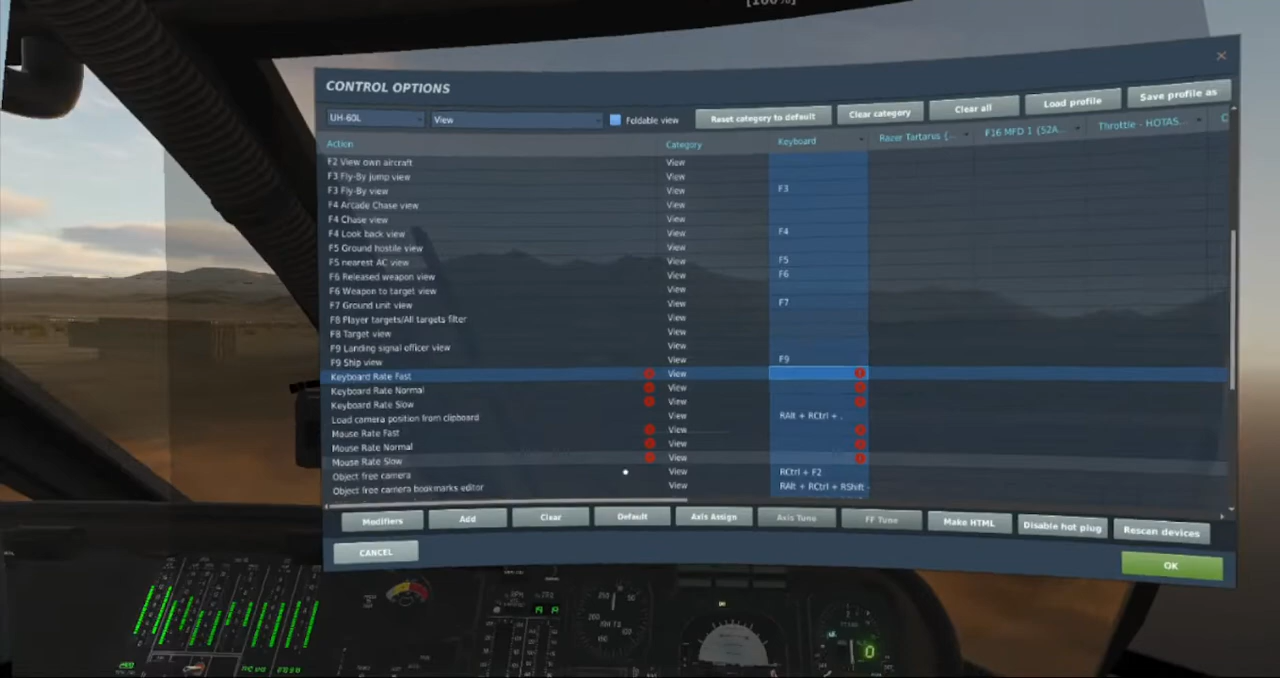 CONTROL OPTIONS
UH-60L View Foldable view Reset category to default Clear category Clear all Load profile Save profile as
Action Category Keyboard Razer Tartarus (... F16 MFD 1 (52A... Throttle - HOTAS... C
F2 View own aircraft View
F3 Fly-By jump view View
F3 Fly-By view View F3
F4 Arcade Chase view View
F4 Chase view View
F4 Look back view View F4
F5 Ground hostile view View
F5 nearest AC view View F5
F6 Released weapon view View F6
F6 Weapon to target view View
F7 Ground unit view View F7
F8 Player targets/All targets filter View
F8 Target view View
F9 Landing signal officer view View
F9 Ship view View F9
Keyboard Rate Fast View
Keyboard Rate Normal View
Keyboard Rate Slow View
Load camera position from clipboard View RAlt + RCtrl + .
Mouse Rate Fast View
Mouse Rate Normal View
Mouse Rate Slow View
Object free camera View RCtrl + F2
Object free camera bookmarks editor View RAlt + RCtrl + RShift
Modifiers Add Clear Default Axis Assign Axis Tune FF Tune Make HTML Disable hot plug Rescan devices
CANCEL OK
250
50
200
100
150
0